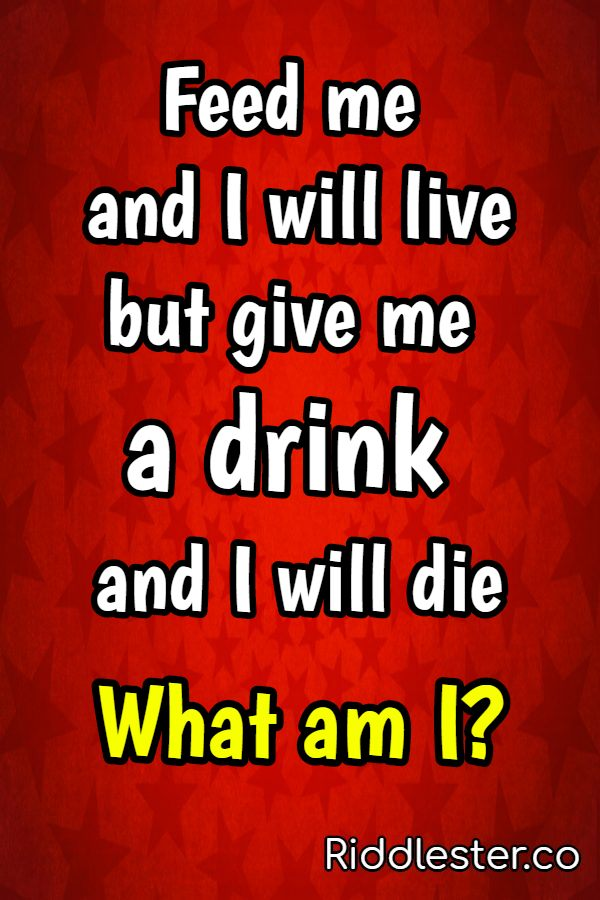 Feed me
and I will live
but give me
a drink
and I will die
What am I?
Riddlester.co